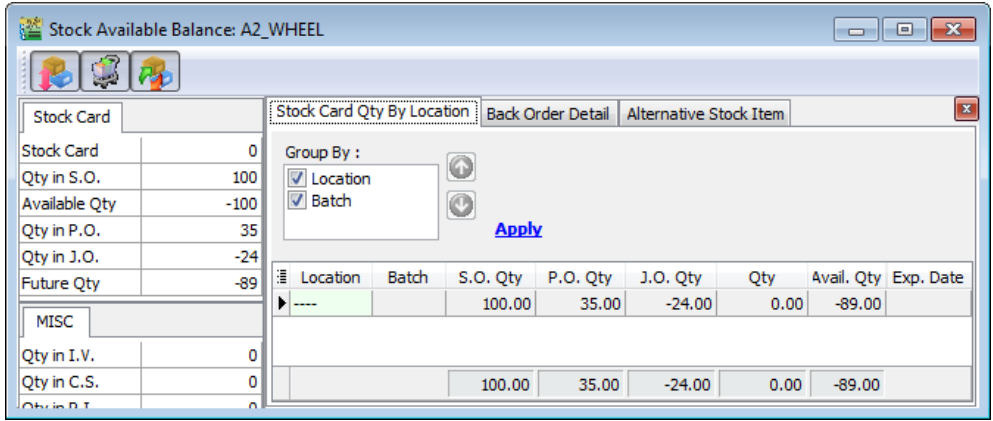 Stock Available Balance: A2_WHEEL
Stock Card
Stock Card 0
Qty in S.O. 100
Available Qty -100
Qty in P.O. 35
Qty in J.O. -24
Future Qty -89
MISC
Qty in I.V. 0
Qty in C.S. 0
Stock Card Qty By Location Back Order Detail Alternative Stock Item
Group By :
Location
Batch
Apply
Location Batch S.O. Qty P.O. Qty J.O. Qty Qty Avail. Qty Exp. Date
---- 100.00 35.00 -24.00 0.00 -89.00
100.00 35.00 -24.00 0.00 -89.00